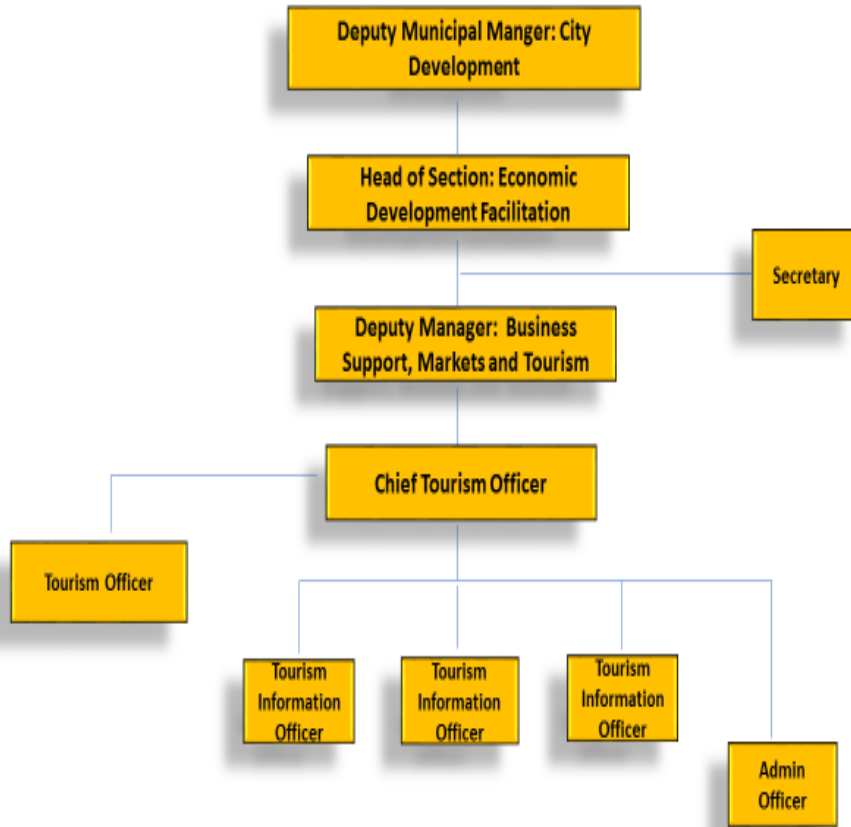 Deputy Municipal Manger: City
Development
Head of Section: Economic
Development Facilitation
Secretary
Deputy Manager: Business
Support, Markets and Tourism
Chief Tourism Officer
Tourism Officer
Tourism
Information
Officer
Tourism
Information
Officer
Tourism
Information
Officer
Admin
Officer